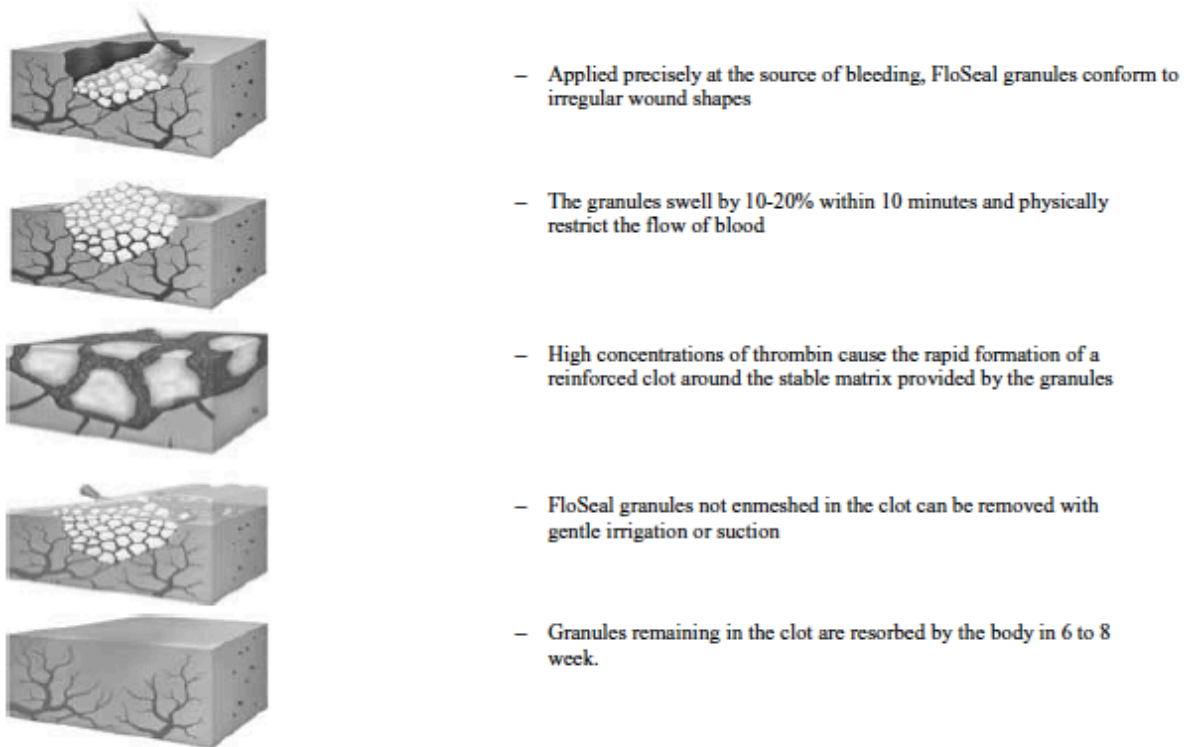 – Applied precisely at the source of bleeding, FloSeal granules conform to
irregular wound shapes
– The granules swell by 10-20% within 10 minutes and physically
restrict the flow of blood
– High concentrations of thrombin cause the rapid formation of a
reinforced clot around the stable matrix provided by the granules
– FloSeal granules not enmeshed in the clot can be removed with
gentle irrigation or suction
– Granules remaining in the clot are resorbed by the body in 6 to 8
week.